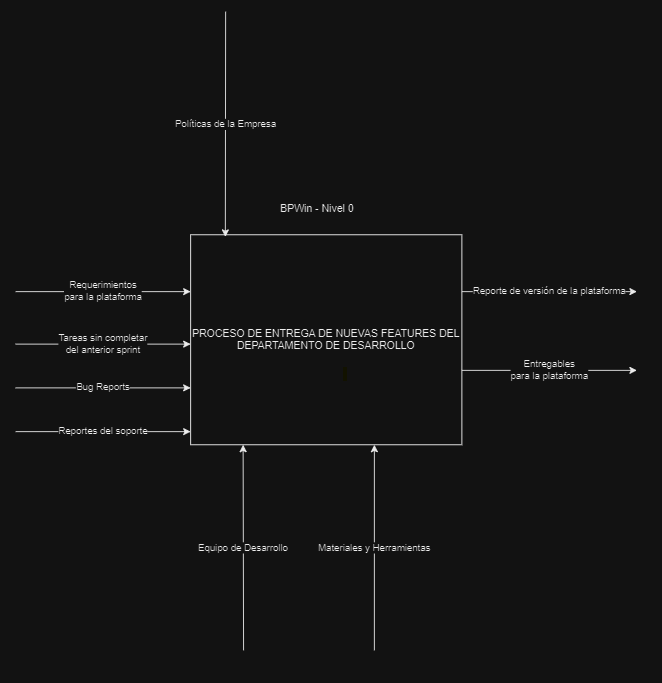 Políticas de la Empresa
BPWin - Nivel 0
Requerimientos
para la plataforma
Tareas sin completar
del anterior sprint
Bug Reports
Reportes del soporte
PROCESO DE ENTREGA DE NUEVAS FEATURES DEL
DEPARTAMENTO DE DESARROLLO
Reporte de versión de la plataforma
Entregables
para la plataforma
Equipo de Desarrollo
Materiales y Herramientas